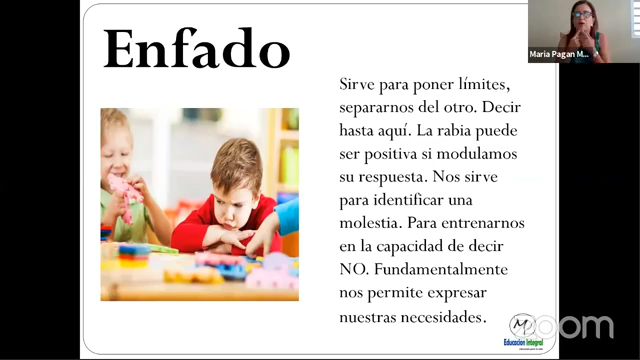 Enfado
Maria Pagan M...
Sirve para poner límites,
separarnos del otro. Decir
hasta aquí. La rabia puede
ser positiva si modulamos
su respuesta. Nos sirve
para identificar una
molestia. Para entrenarnos
en la capacidad de decir
NO. Fundamentalmente
nos permite expresar
nuestras necesidades.
zoom
Educacion Integral